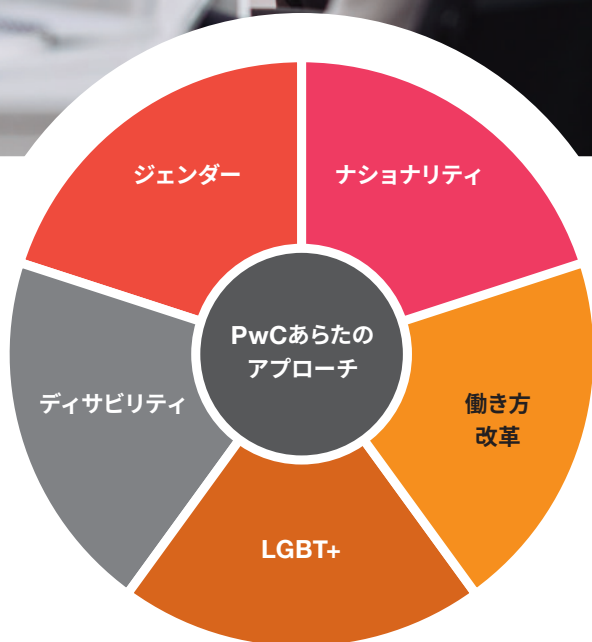 ジェンダー
ナショナリティ
PwCあらたの
アプローチ
ディサビリティ
働き方
改革
LGBT+